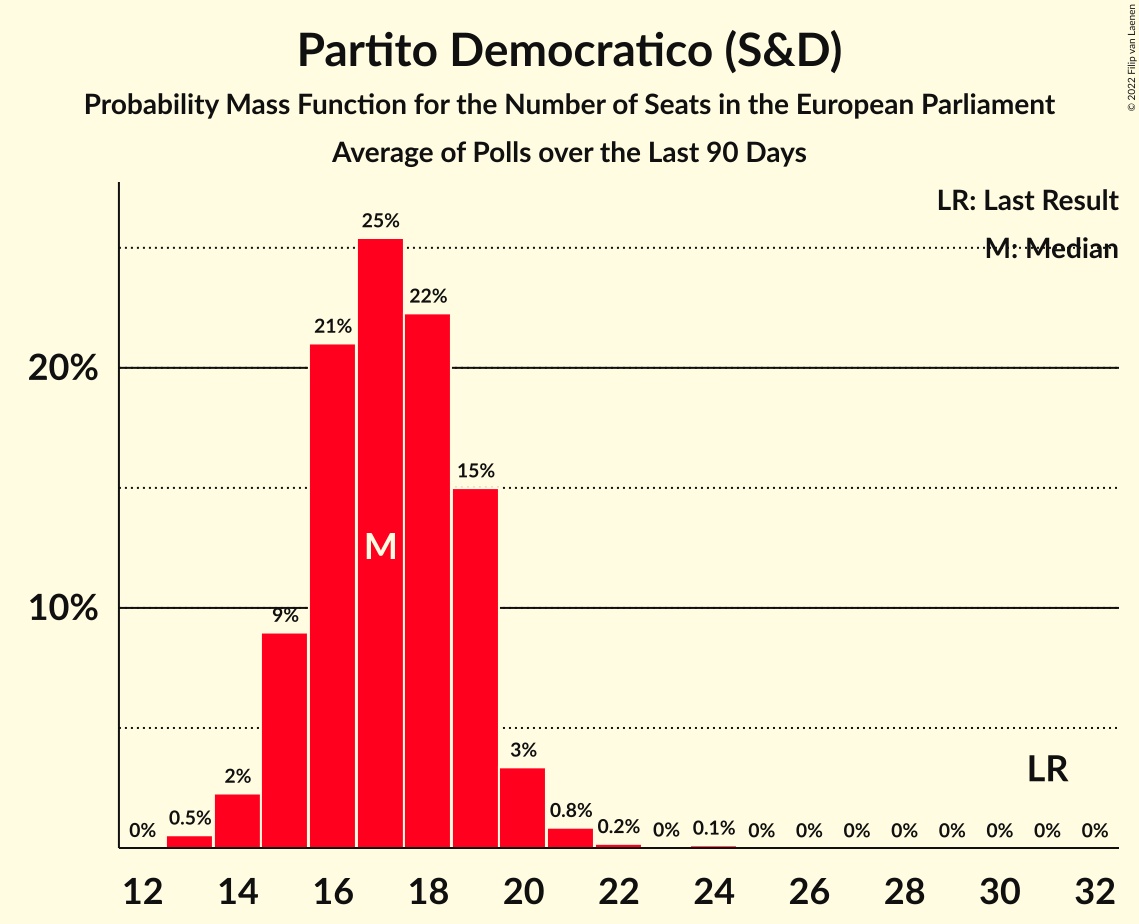 Partito Democratico (S&D)
Probability Mass Function for the Number of Seats in the European Parliament
Average of Polls over the Last 90 Days
© 2022 Filip van Laenen
LR: Last Result
M: Median
20%
10%
0% 0.5% 2% 9% 21% 25% 22% 15% 3% 0.8% 0.2% 0% 0.1% 0% 0% 0% 0% 0% 0% 0% 0%
M
LR
12 14 16 18 20 22 24 26 28 30 32